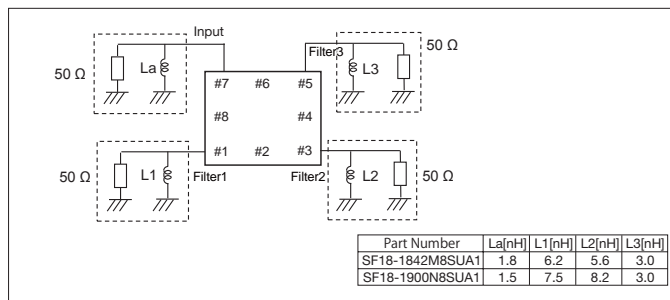 Input
Filter3
50 Ω
50 Ω
La
L3
#7 #6 #5
#8 #4
#1 #2 #3
50 Ω
L1
Filter1
Filter2
L2
50 Ω
Part Number La[nH] L1[nH] L2[nH] L3[nH]
SF18-1842M8SUA1 1.8 6.2 5.6 3.0
SF18-1900N8SUA1 1.5 7.5 8.2 3.0